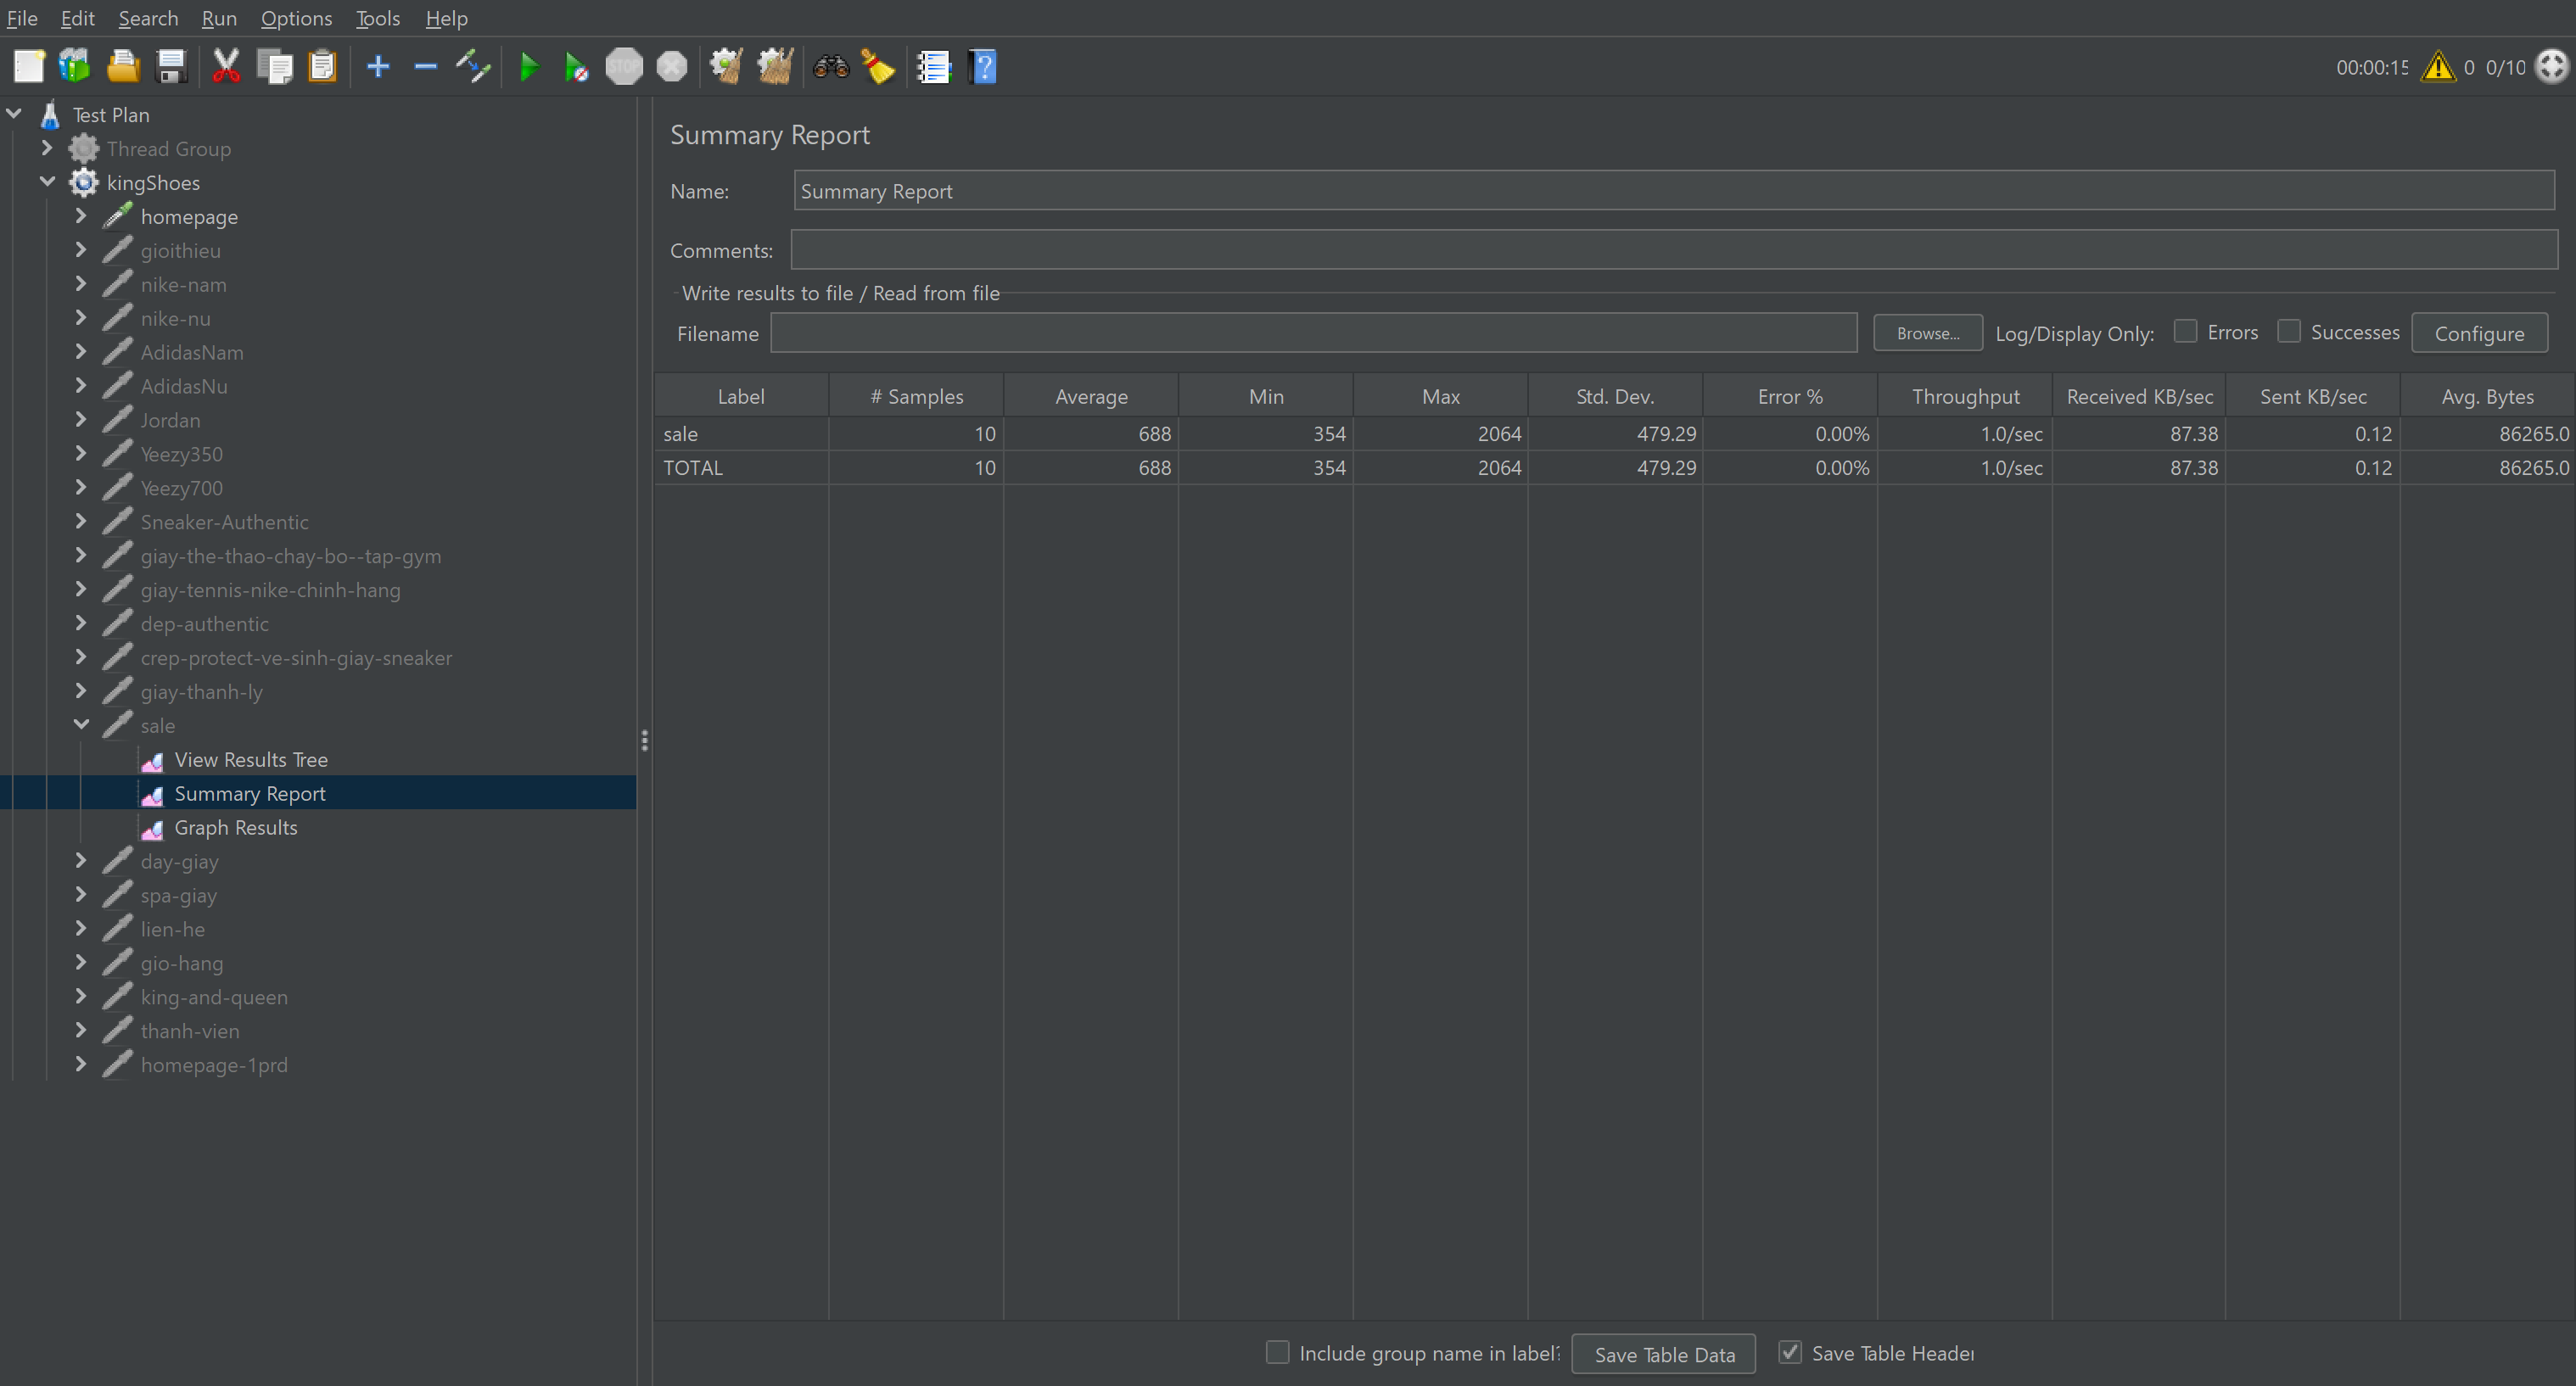 File Edit Search Run Options Tools Help
STOP
00:00:15 0 0/10
Test Plan
Thread Group
kingShoes
homepage
gioithieu
nike-nam
nike-nu
AdidasNam
AdidasNu
Jordan
Yeezy350
Yeezy700
Sneaker-Authentic
giay-the-thao-chay-bo--tap-gym
giay-tennis-nike-chinh-hang
dep-authentic
crep-protect-ve-sinh-giay-sneaker
giay-thanh-ly
sale
View Results Tree
Summary Report
Graph Results
day-giay
spa-giay
lien-he
gio-hang
king-and-queen
thanh-vien
homepage-1prd
Summary Report
Name: Summary Report
Comments:
Write results to file / Read from file
Filename Browse... Log/Display Only: Errors Successes Configure
Label # Samples Average Min Max Std. Dev. Error % Throughput Received KB/sec Sent KB/sec Avg. Bytes
sale 10 688 354 2064 479.29 0.00% 1.0/sec 87.38 0.12 86265.0
TOTAL 10 688 354 2064 479.29 0.00% 1.0/sec 87.38 0.12 86265.0
Include group name in label? Save Table Data Save Table Header